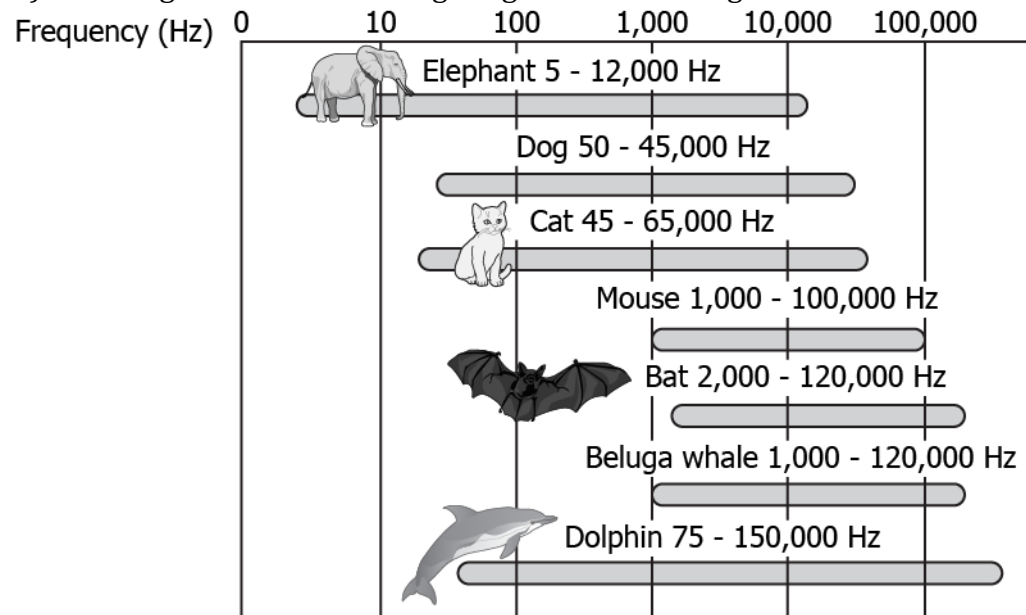 0 10 100 1,000 10,000 100,000
Frequency (Hz)
Elephant 5 - 12,000 Hz
Dog 50 - 45,000 Hz
Cat 45 - 65,000 Hz
Mouse 1,000 - 100,000 Hz
Bat 2,000 - 120,000 Hz
Beluga whale 1,000 - 120,000 Hz
Dolphin 75 - 150,000 Hz